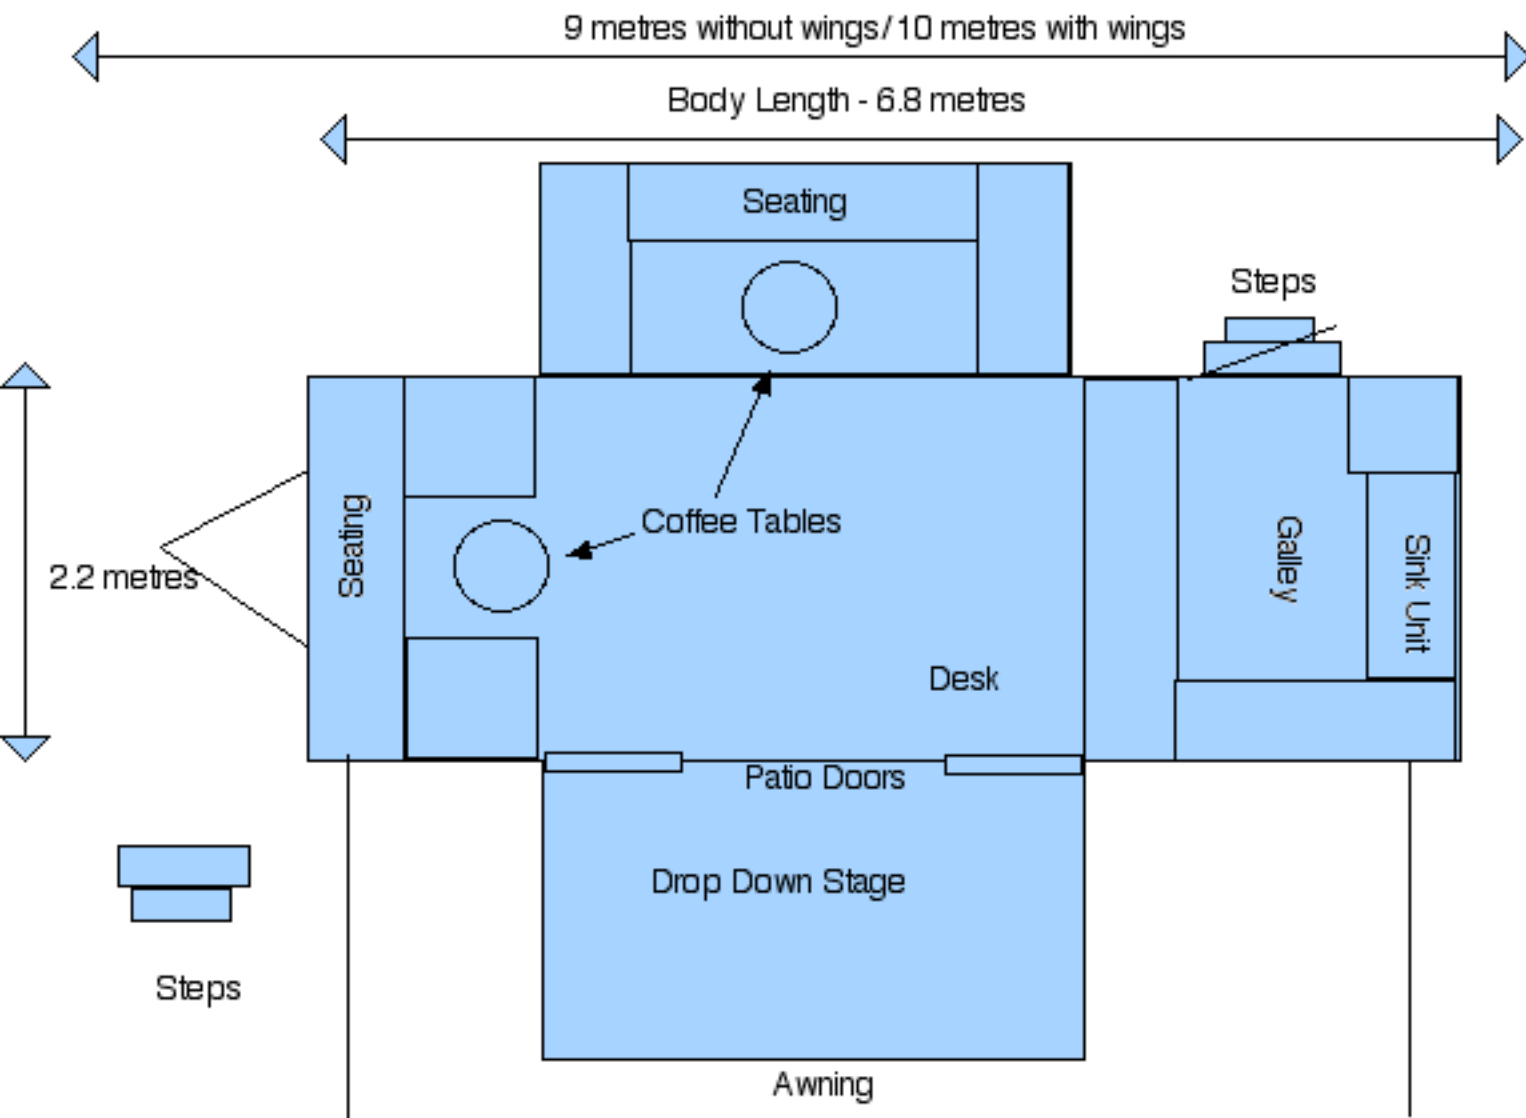 9 metres without wings/10 metres with wings
Body Length - 6.8 metres
Seating
Steps
Seating
Coffee Tables
Galley
Sink Unit
2.2 metres
Desk
Patio Doors
Drop Down Stage
Steps
Awning